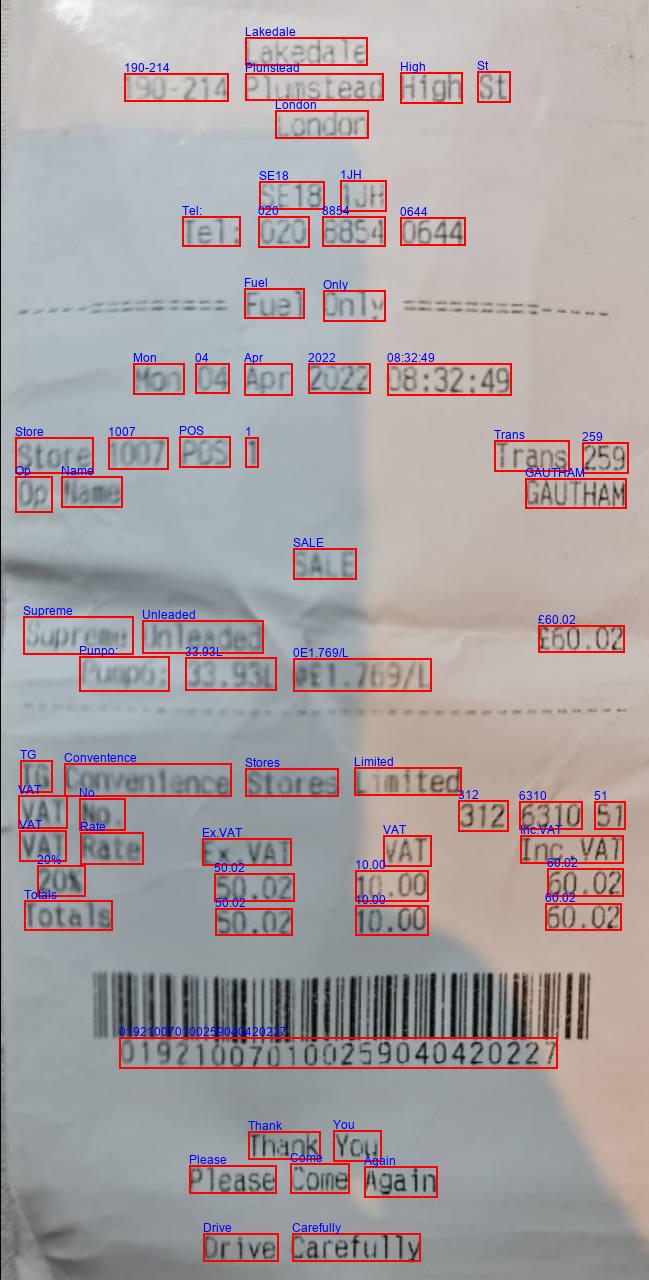 Lakedale
190-214 Plumstead High St
London
SE18 1JH
Tel: 020 8854 0644
Fuel Only
Mon 04 Apr 2022 08:32:49
Store 1007 POS 1 Trans 259
Op Name GAUTHAM
SALE
Supreme Unleaded £60.02
Pump6: 33.93L @£1.769/L
TG Convenience Stores Limited
VAT No. 312 6310 51
VAT Rate Ex.VAT VAT Inc.VAT
20% 50.02 10.00 60.02
Totals 50.02 10.00 60.02
019210070100259040420227
Thank You
Please Come Again
Drive Carefully